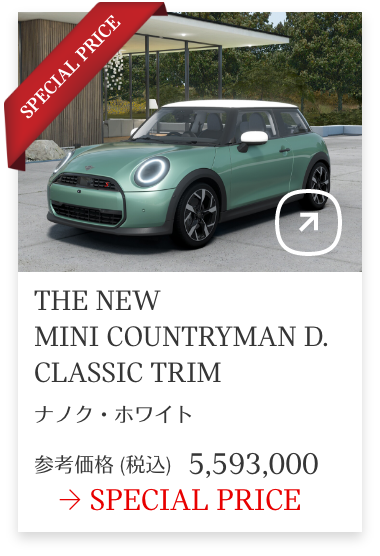 SPECIAL PRICE
THE NEW
MINI COUNTRYMAN D.
CLASSIC TRIM
ナノク・ホワイト
参考価格 (税込) 5,593,000
→ SPECIAL PRICE